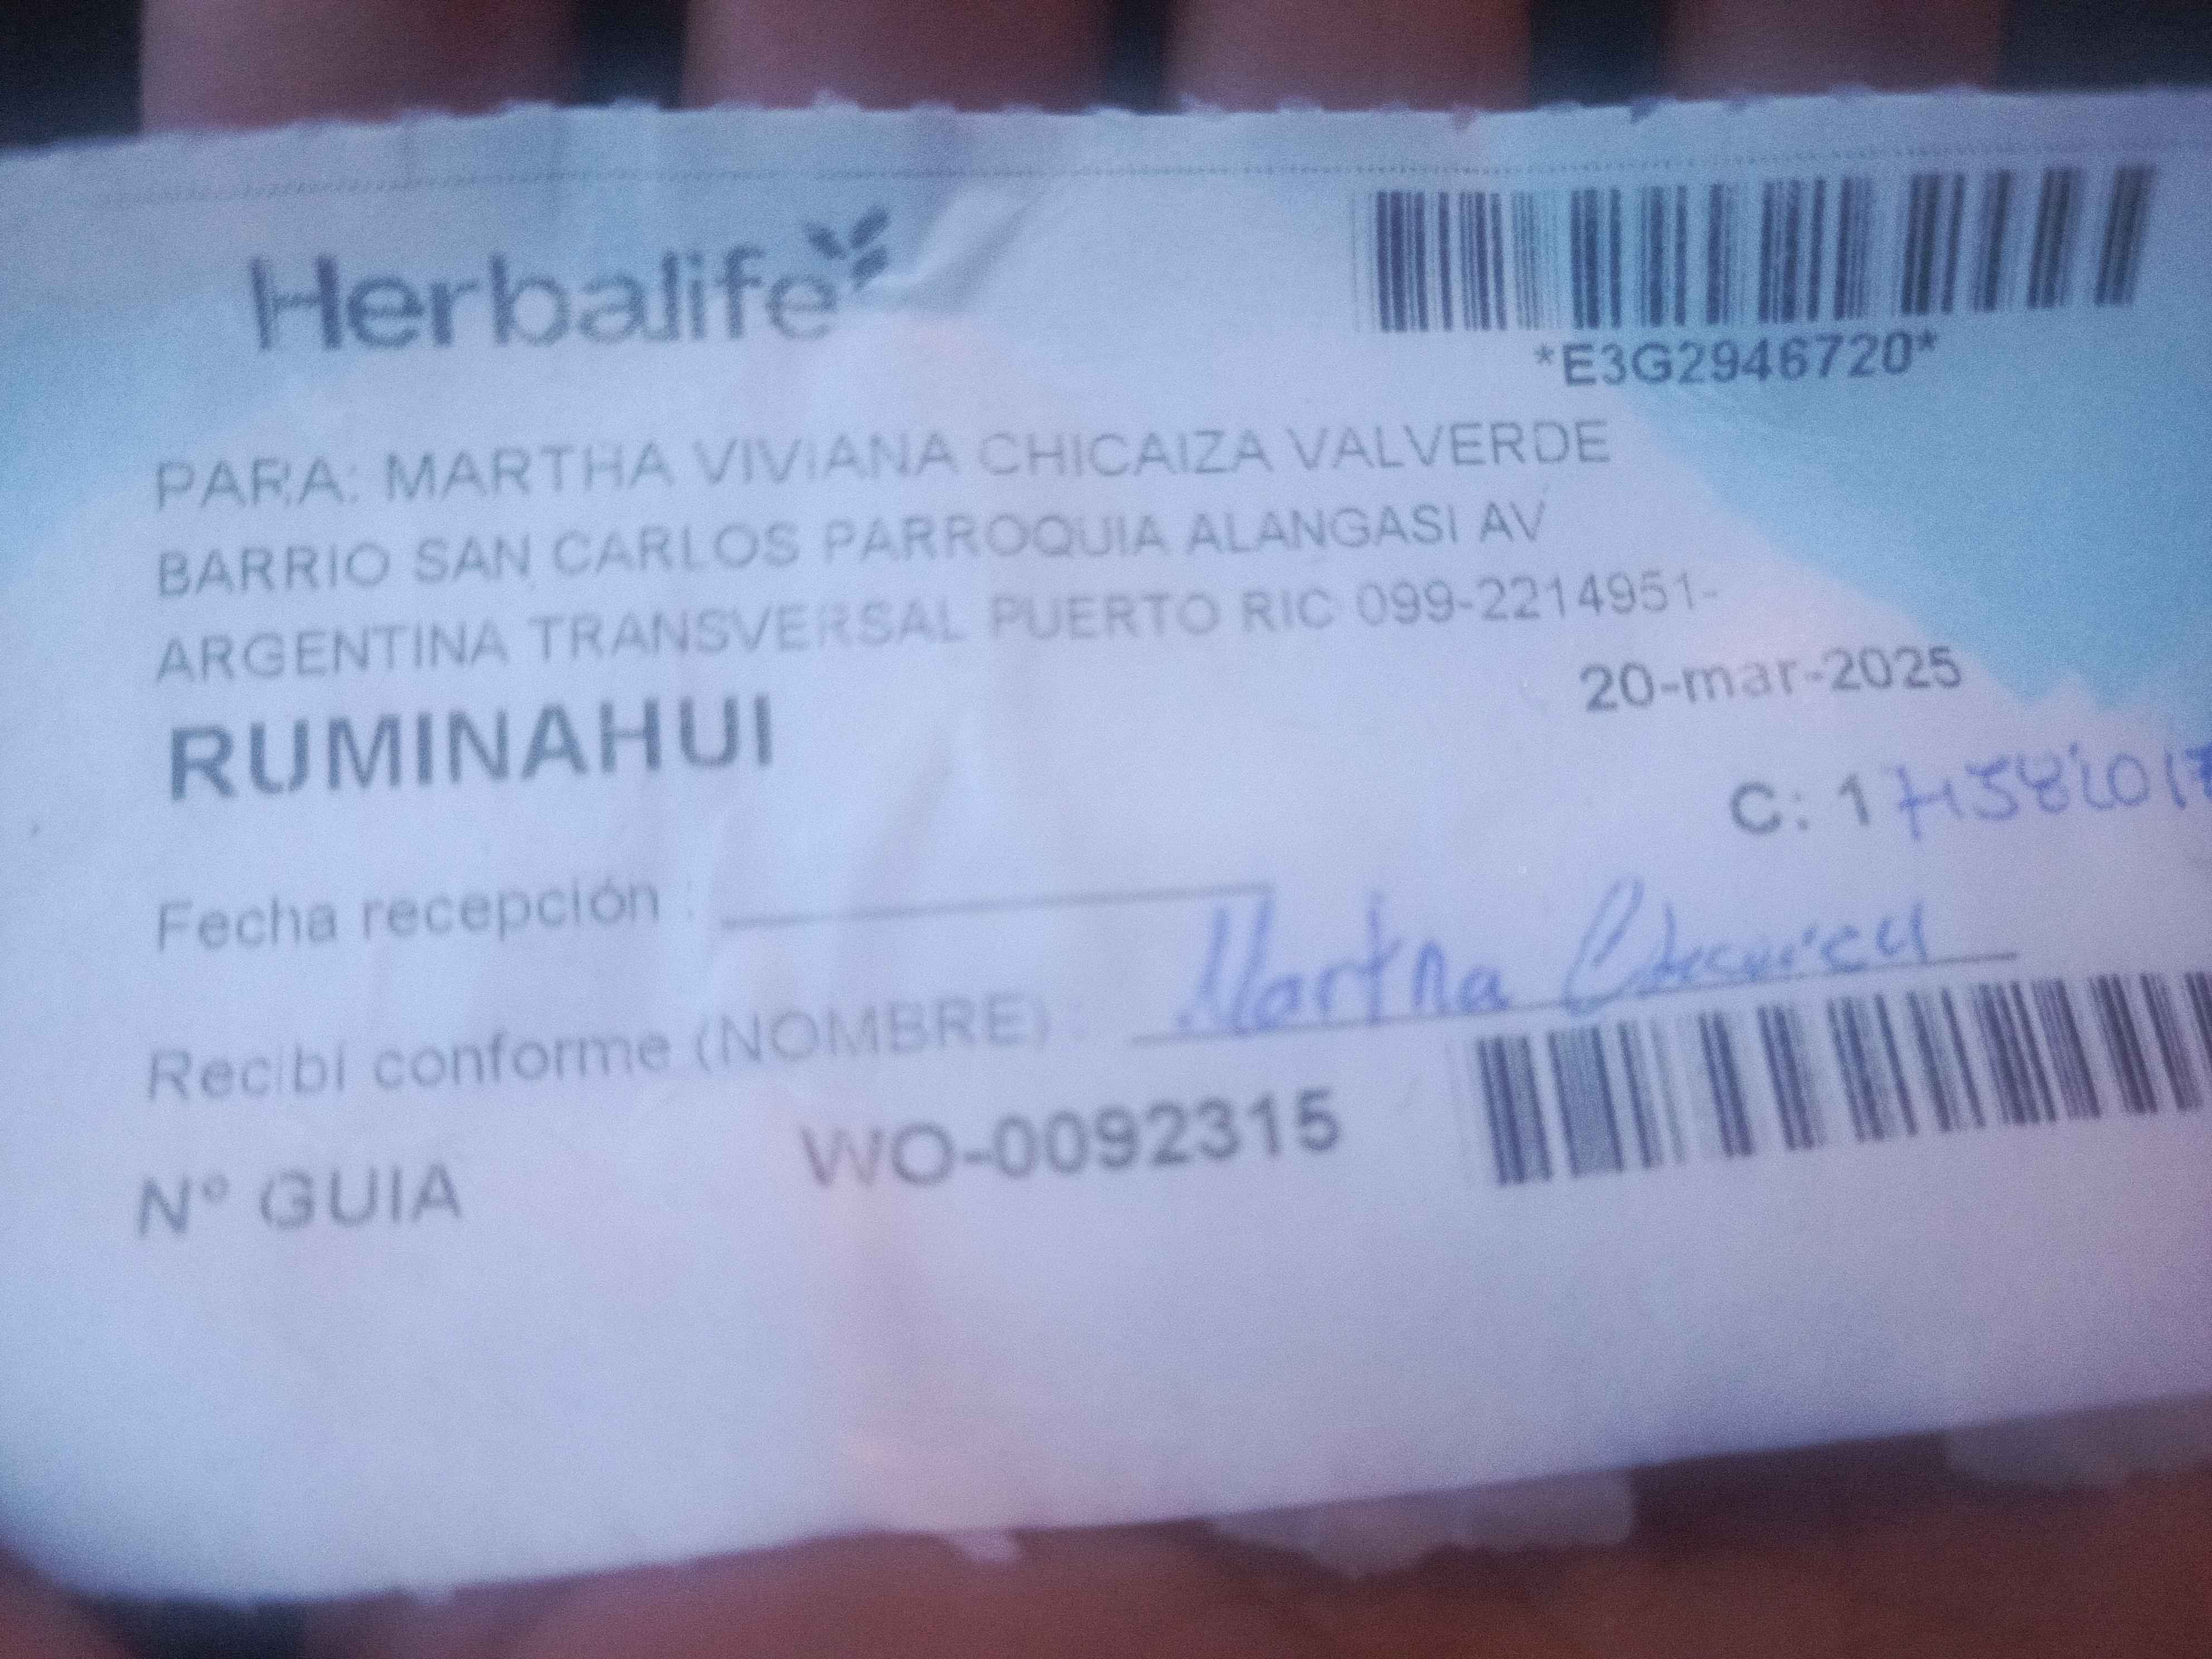 Herbalife
*E3G2946720*
PARA: MARTHA VIVIANA CHICAIZA VALVERDE
BARRIO SAN CARLOS PARROQUIA ALANGASI AV
ARGENTINA TRANSVERSAL PUERTO RIC 099-2214951-
20-mar-2025
RUMINAHUI
C: 1
Fecha recepción :
Recibí conforme (NOMBRE) : Martha
Nº GUIA WO-0092315